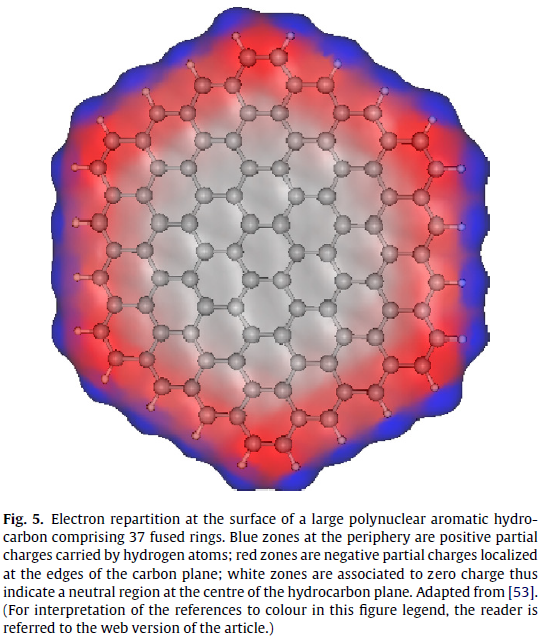 Fig. 5. Electron repartition at the surface of a large polynuclear aromatic hydro-
carbon comprising 37 fused rings. Blue zones at the periphery are positive partial
charges carried by hydrogen atoms; red zones are negative partial charges localized
at the edges of the carbon plane; white zones are associated to zero charge thus
indicate a neutral region at the centre of the hydrocarbon plane. Adapted from [53].
(For interpretation of the references to colour in this figure legend, the reader is
referred to the web version of the article.)